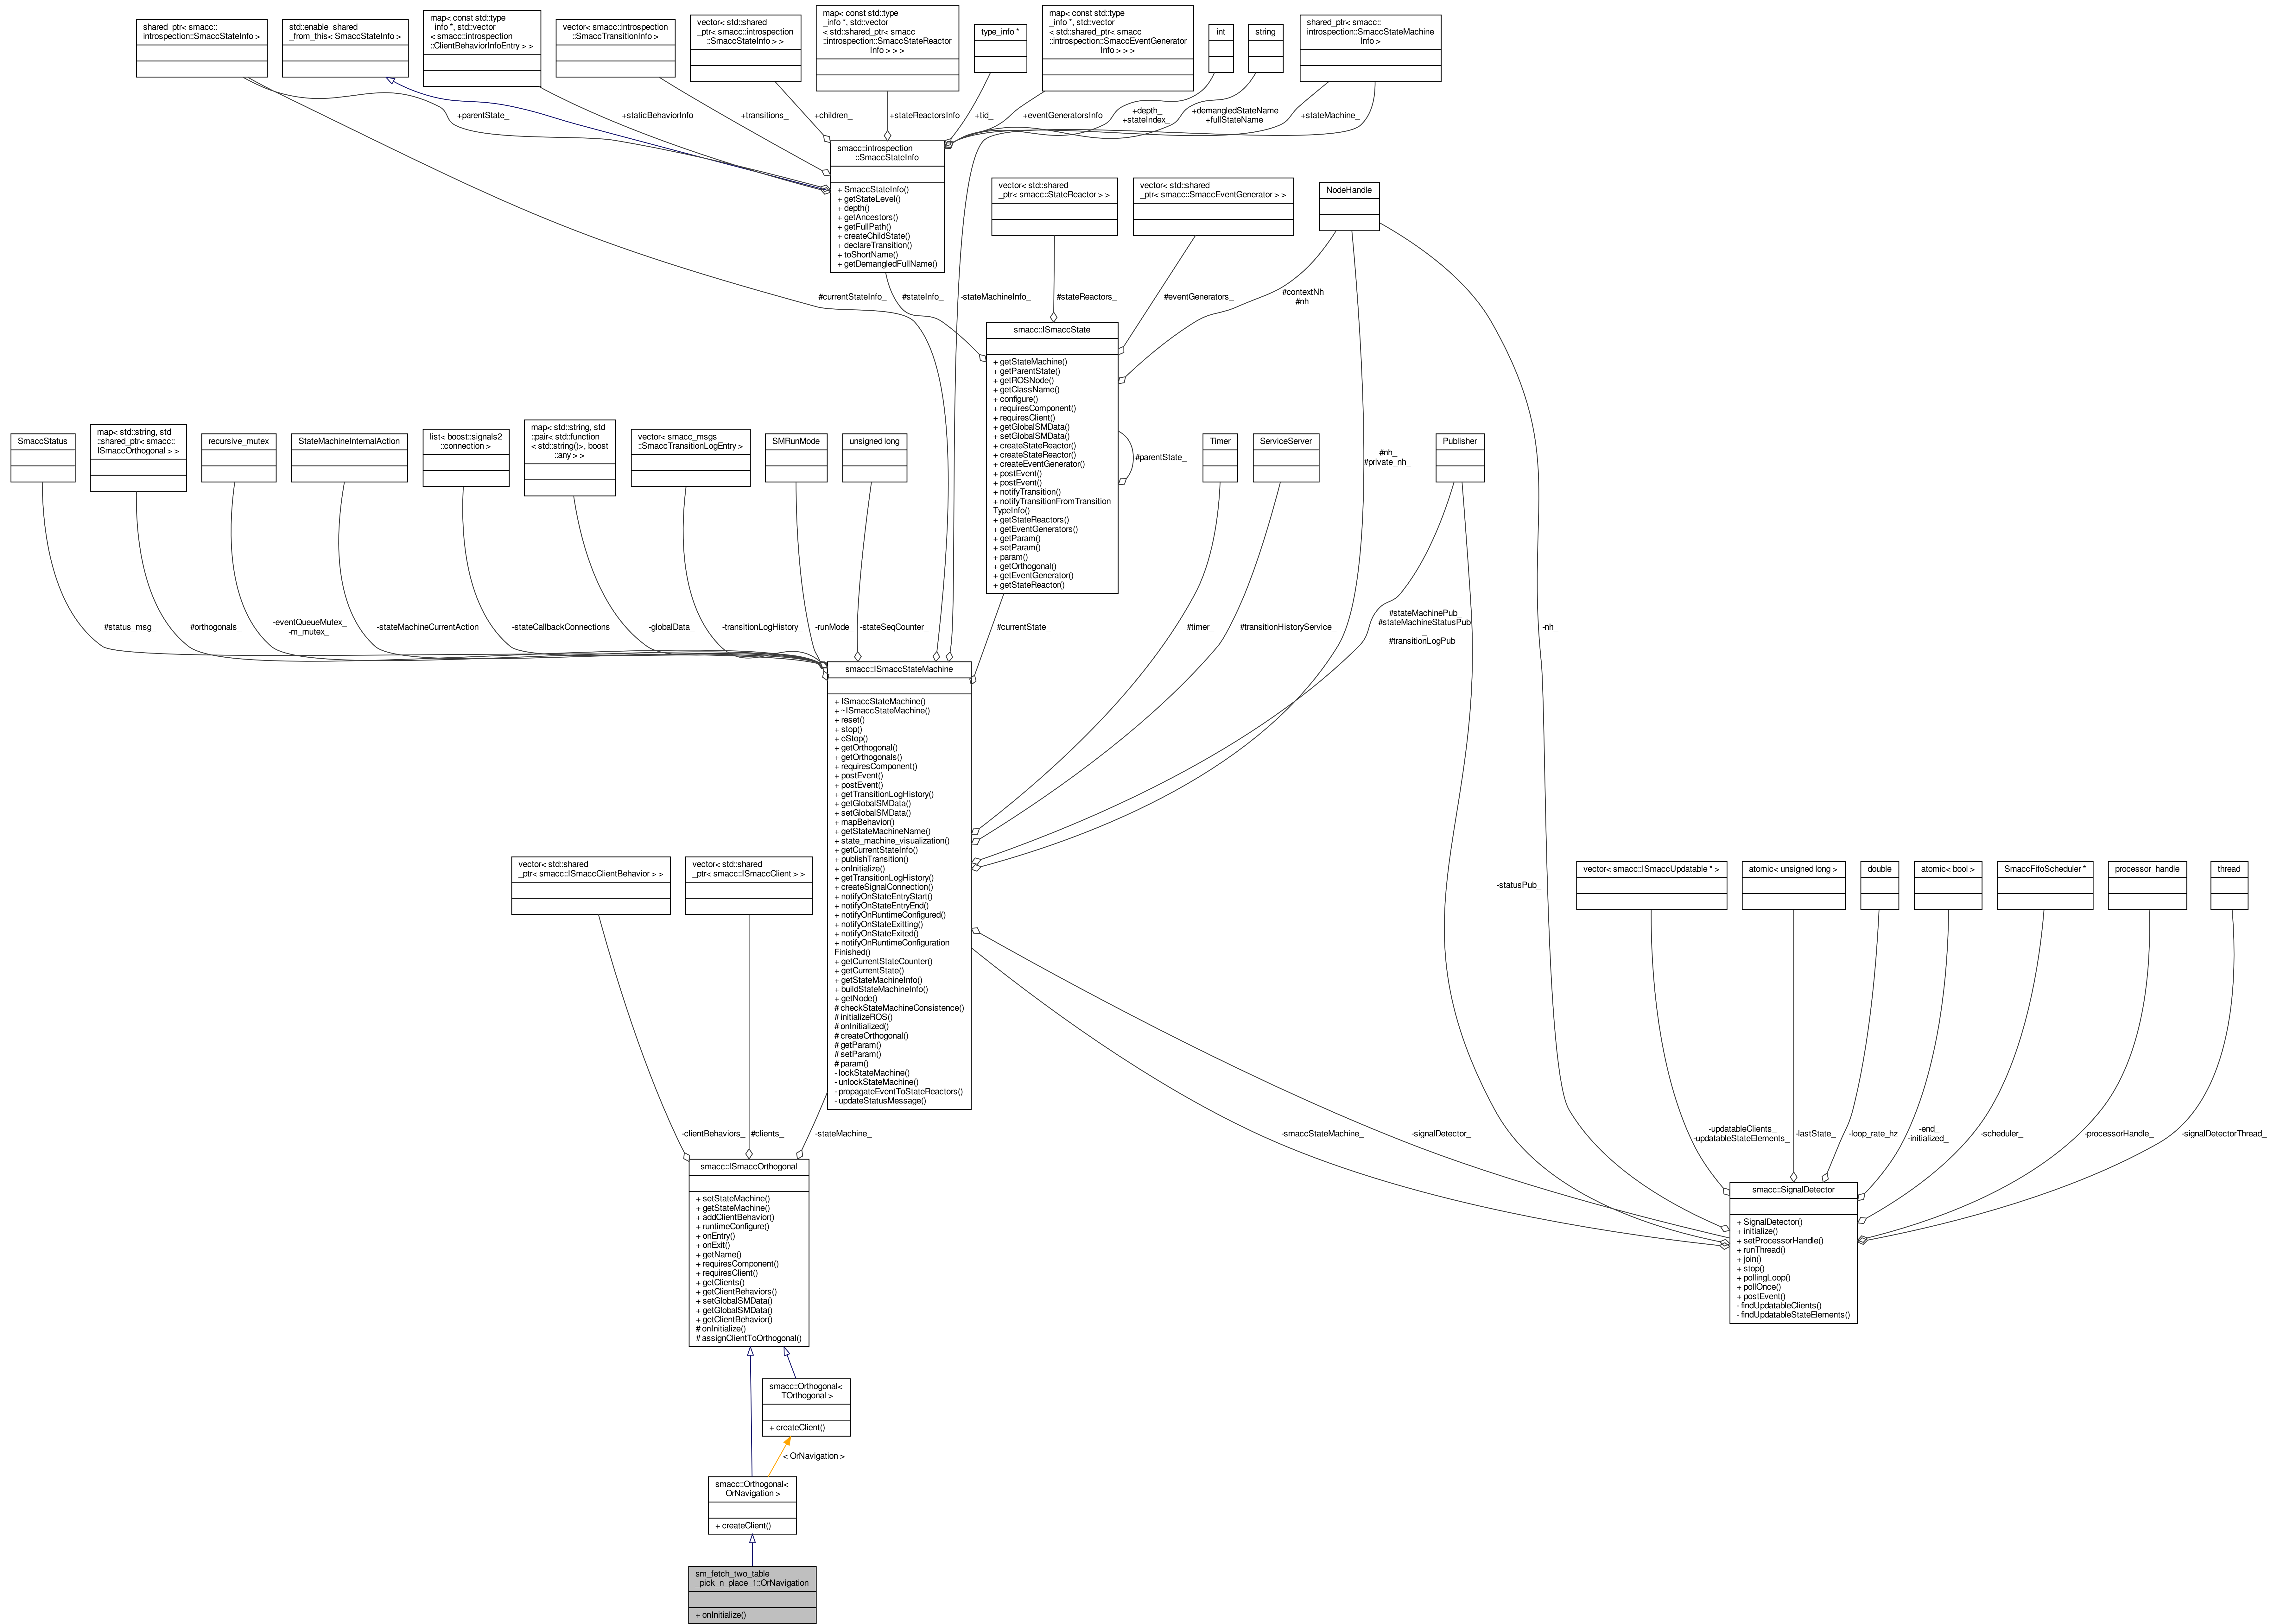 shared_ptr< smacc::
introspection::SmaccStateInfo >
std::enable_shared
_from_this< SmaccStateInfo >
map< const std::type
_info *, std::vector
< smacc::introspection
::ClientBehaviorInfoEntry > >
vector< smacc::introspection
::SmaccTransitionInfo >
vector< std::shared
_ptr< smacc::introspection
::SmaccStateInfo > >
map< const std::type
_info *, std::vector
< std::shared_ptr< smacc
::introspection::SmaccStateReactor
Info > > >
type_info *
map< const std::type
_info *, std::vector
< std::shared_ptr< smacc
::introspection::SmaccEventGenerator
Info > > >
int
string
shared_ptr< smacc::
introspection::SmaccStateMachine
Info >
+parentState_
+staticBehaviorInfo
+transitions_
+children_
+stateReactorsInfo
+tid_
+eventGeneratorsInfo
+depth_
+stateIndex_
+demangledStateName
+fullStateName
+stateMachine_
smacc::introspection
::SmaccStateInfo
+ SmaccStateInfo()
+ getStateLevel()
+ depth()
+ getAncestors()
+ getFullPath()
+ createChildState()
+ declareTransition()
+ toShortName()
+ getDemangledFullName()
vector< std::shared
_ptr< smacc::StateReactor > >
vector< std::shared
_ptr< smacc::SmaccEventGenerator > >
NodeHandle
#currentStateInfo_
#stateInfo_
-stateMachineInfo_
#stateReactors_
#eventGenerators_
#contextNh
#nh
smacc::ISmaccState
+ getStateMachine()
+ getParentState()
+ getROSNode()
+ getClassName()
+ configure()
+ requiresComponent()
+ requiresClient()
+ getGlobalSMData()
+ setGlobalSMData()
+ createStateReactor()
+ createStateReactor()
+ createEventGenerator()
+ postEvent()
+ postEvent()
+ notifyTransition()
+ notifyTransitionFromTransition
TypeInfo()
+ getStateReactors()
+ getEventGenerators()
+ getParam()
+ setParam()
+ param()
+ getOrthogonal()
+ getEventGenerator()
+ getStateReactor()
#parentState_
SmaccStatus
map< std::string, std
::shared_ptr< smacc::
ISmaccOrthogonal > >
recursive_mutex
StateMachineInternalAction
list< boost::signals2
::connection >
map< std::string, std
::pair< std::function
< std::string()>, boost
::any > >
vector< smacc_msgs
::SmaccTransitionLogEntry >
SMRunMode
unsigned long
Timer
ServiceServer
#nh_
#private_nh_
Publisher
#status_msg_
#orthogonals_
-eventQueueMutex_
-m_mutex_
-stateMachineCurrentAction
-stateCallbackConnections
-globalData_
-transitionLogHistory_
-runMode_
-stateSeqCounter_
#currentState_
#timer_
#transitionHistoryService_
#stateMachinePub_
#stateMachineStatusPub
_
#transitionLogPub_
-nh_
smacc::ISmaccStateMachine
+ ISmaccStateMachine()
+ ~ISmaccStateMachine()
+ reset()
+ stop()
+ eStop()
+ getOrthogonal()
+ getOrthogonals()
+ requiresComponent()
+ postEvent()
+ postEvent()
+ getTransitionLogHistory()
+ getGlobalSMData()
+ setGlobalSMData()
+ mapBehavior()
+ getStateMachineName()
+ state_machine_visualization()
+ getCurrentStateInfo()
+ publishTransition()
+ onInitialize()
+ getTransitionLogHistory()
+ createSignalConnection()
+ notifyOnStateEntryStart()
+ notifyOnStateEntryEnd()
+ notifyOnRuntimeConfigured()
+ notifyOnStateExitting()
+ notifyOnStateExited()
+ notifyOnRuntimeConfiguration
Finished()
+ getCurrentStateCounter()
+ getCurrentState()
+ getStateMachineInfo()
+ buildStateMachineInfo()
+ getNode()
# checkStateMachineConsistence()
# initializeROS()
# onInitialized()
# createOrthogonal()
# getParam()
# setParam()
# param()
- lockStateMachine()
- unlockStateMachine()
- propagateEventToStateReactors()
- updateStatusMessage()
vector< std::shared
_ptr< smacc::ISmaccClientBehavior > >
vector< std::shared
_ptr< smacc::ISmaccClient > >
-statusPub_
vector< smacc::ISmaccUpdatable * >
atomic< unsigned long >
double
atomic< bool >
SmaccFifoScheduler *
processor_handle
thread
-clientBehaviors_
#clients_
-stateMachine_
-smaccStateMachine_
-signalDetector_
-updatableClients_
-updatableStateElements_
-lastState_
-loop_rate_hz
-end_
-initialized_
-scheduler_
-processorHandle_
-signalDetectorThread_
smacc::ISmaccOrthogonal
+ setStateMachine()
+ getStateMachine()
+ addClientBehavior()
+ runtimeConfigure()
+ onEntry()
+ onExit()
+ getName()
+ requiresComponent()
+ requiresClient()
+ getClients()
+ getClientBehaviors()
+ setGlobalSMData()
+ getGlobalSMData()
+ getClientBehavior()
# onInitialize()
# assignClientToOrthogonal()
smacc::SignalDetector
+ SignalDetector()
+ initialize()
+ setProcessorHandle()
+ runThread()
+ join()
+ stop()
+ pollingLoop()
+ pollOnce()
+ postEvent()
- findUpdatableClients()
- findUpdatableStateElements()
smacc::Orthogonal<
TOrthogonal >
+ createClient()
< OrNavigation >
smacc::Orthogonal<
OrNavigation >
+ createClient()
sm_fetch_two_table
_pick_n_place_1::OrNavigation
+ onInitialize()